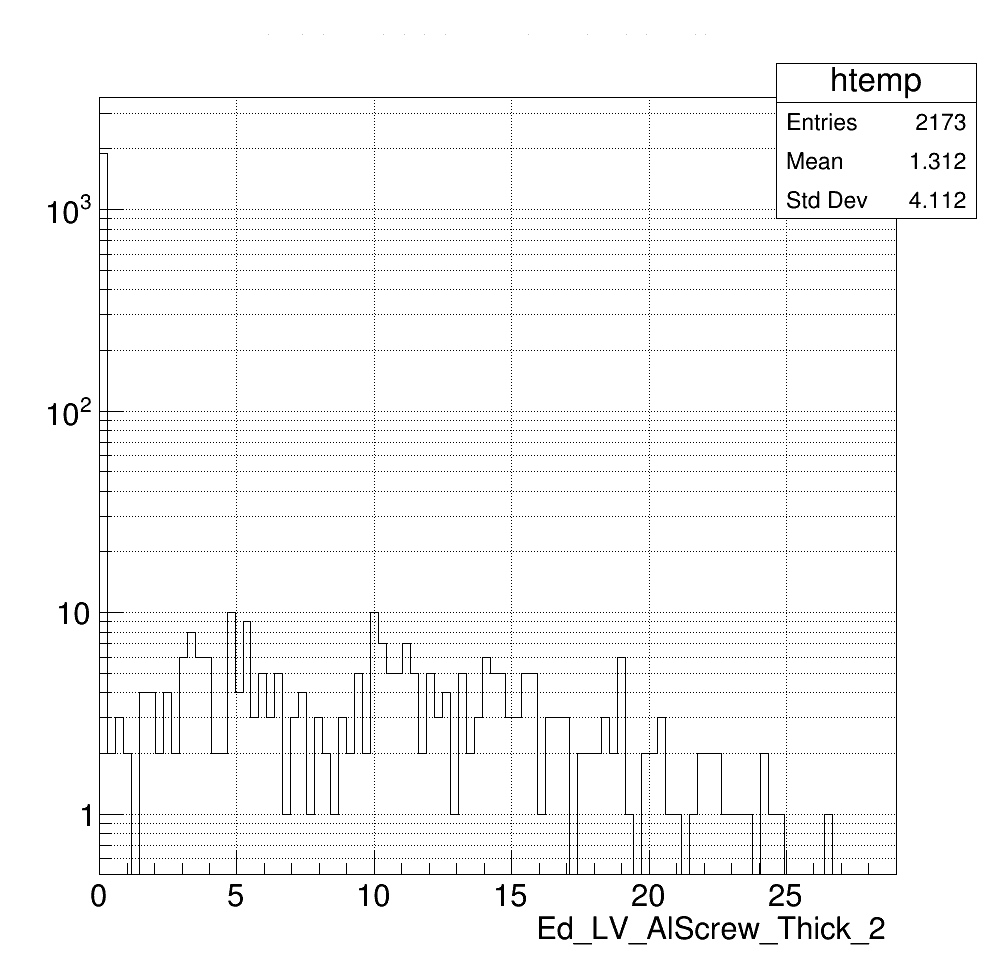 htemp
Entries 2173
Mean 1.312
Std Dev 4.112
10³
10²
10
1
0 5 10 15 20 25
Ed_LV_AlScrew_Thick_2